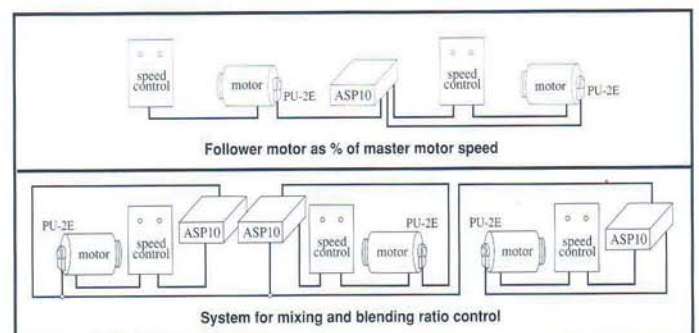 speed
control
motor
PU-2E
ASP10
speed
control
motor
PU-2E
Follower motor as % of master motor speed
PU-2E
motor
speed
control
ASP10
ASP10
speed
control
PU-2E
motor
PU-2E
motor
speed
control
ASP10
System for mixing and blending ratio control